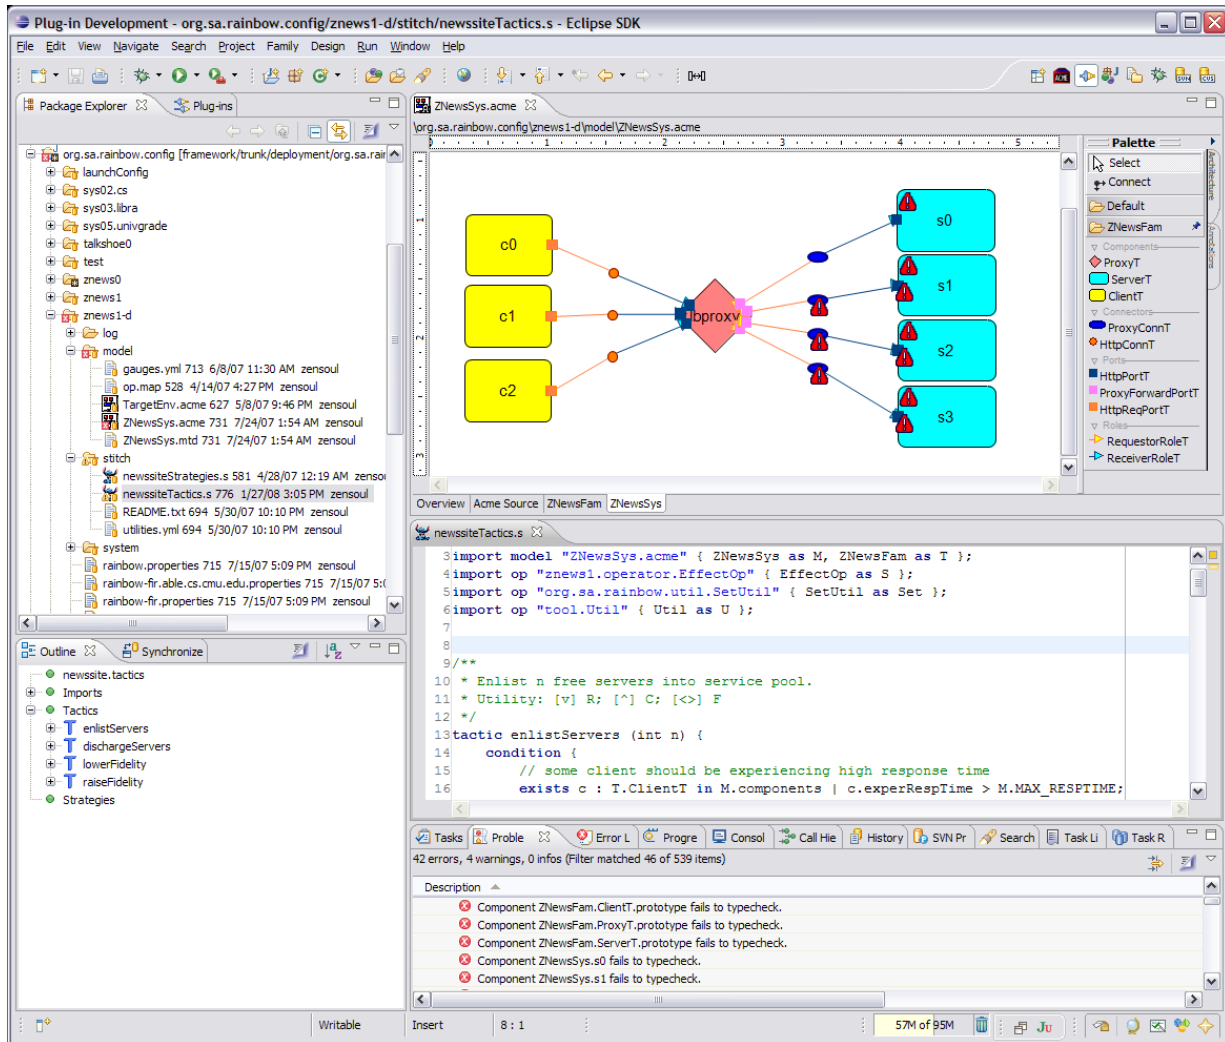 Plug-in Development - org.sa.rainbow.config/znews1-d/stitch/newssiteTactics.s - Eclipse SDK
File Edit View Navigate Search Project Family Design Run Window Help
Package Explorer Plug-ins
org.sa.rainbow.config [framework/trunk/deployment/org.sa.rair
launchConfig
sys02.cs
sys03.libra
sys05.univgrade
talkshoe0
test
znews0
znews1
znews1-d
log
model
gauges.yml 713 6/8/07 11:30 AM zensoul
op.map 528 4/14/07 4:27 PM zensoul
TargetEnv.acme 627 5/8/07 9:46 PM zensoul
ZNewsSys.acme 731 7/24/07 1:54 AM zensoul
ZNewsSys.mtd 731 7/24/07 1:54 AM zensoul
stitch
newssiteStrategies.s 581 4/28/07 12:19 AM zenso
newssiteTactics.s 776 1/27/08 3:05 PM zensoul
README.txt 694 5/30/07 10:10 PM zensoul
utilities.yml 694 5/30/07 10:10 PM zensoul
system
rainbow.properties 715 7/15/07 5:09 PM zensoul
rainbow-fir.able.cs.cmu.edu.properties 715 7/15/07 5:0
rainbow-fir.properties 715 7/15/07 5:09 PM zensoul
Outline Synchronize
newssite.tactics
Imports
Tactics
enlistServers
dischargeServers
lowerFidelity
raiseFidelity
Strategies
ZNewsSys.acme
\org.sa.rainbow.config\znews1-d\model\ZNewsSys.acme
1 2 3 4 5
1
2
3
c0
c1
c2
bproxy
s0
s1
s2
s3
Palette
Select
Connect
Default
ZNewsFam
Components
ProxyT
ServerT
ClientT
Connectors
ProxyConnT
HttpConnT
Ports
HttpPortT
ProxyForwardPortT
HttpReqPortT
Roles
RequestorRoleT
ReceiverRoleT
Architecture
Annotations
Overview Acme Source ZNewsFam ZNewsSys
newssiteTactics.s
3 import model "ZNewsSys.acme" { ZNewsSys as M, ZNewsFam as T };
4 import op "znews1.operator.EffectOp" { EffectOp as S };
5 import op "org.sa.rainbow.util.SetUtil" { SetUtil as Set };
6 import op "tool.Util" { Util as U };
7
8
9 /**
10 * Enlist n free servers into service pool.
11 * Utility: [v] R; [^] C; [<>] F
12 */
13 tactic enlistServers (int n) {
14 condition {
15 // some client should be experiencing high response time
16 exists c : T.ClientT in M.components | c.experRespTime > M.MAX_RESPTIME;
Tasks Proble Error L Progre Consol Call Hie History SVN Pr Search Task Li Task R
42 errors, 4 warnings, 0 infos (Filter matched 46 of 539 items)
Description
Component ZNewsFam.ClientT.prototype fails to typecheck.
Component ZNewsFam.ProxyT.prototype fails to typecheck.
Component ZNewsFam.ServerT.prototype fails to typecheck.
Component ZNewsSys.s0 fails to typecheck.
Component ZNewsSys.s1 fails to typecheck.
Writable Insert 8 : 1 57M of 95M Ju